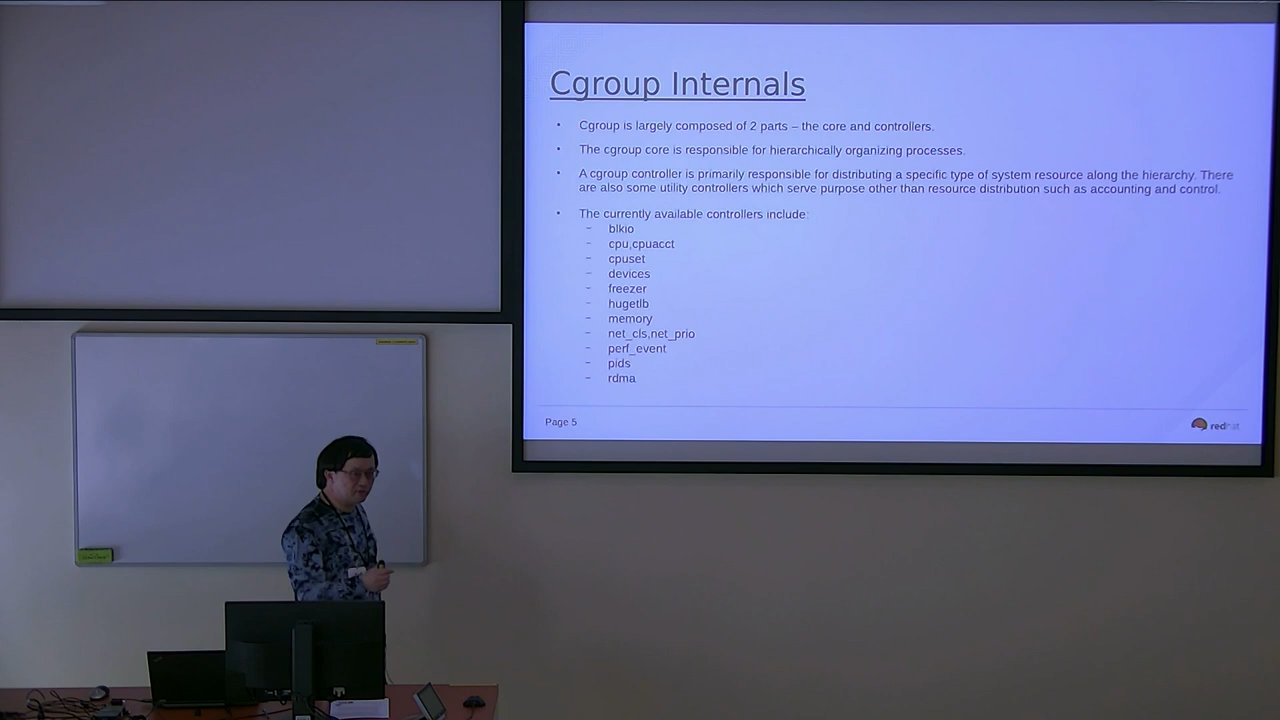 Cgroup Internals
• Cgroup is largely composed of 2 parts – the core and controllers.
• The cgroup core is responsible for hierarchically organizing processes.
• A cgroup controller is primarily responsible for distributing a specific type of system resource along the hierarchy. There
are also some utility controllers which serve purpose other than resource distribution such as accounting and control.
• The currently available controllers include:
– blkio
– cpu,cpuacct
– cpuset
– devices
– freezer
– hugetlb
– memory
– net_cls,net_prio
– perf_event
– pids
– rdma
Page 5
redhat